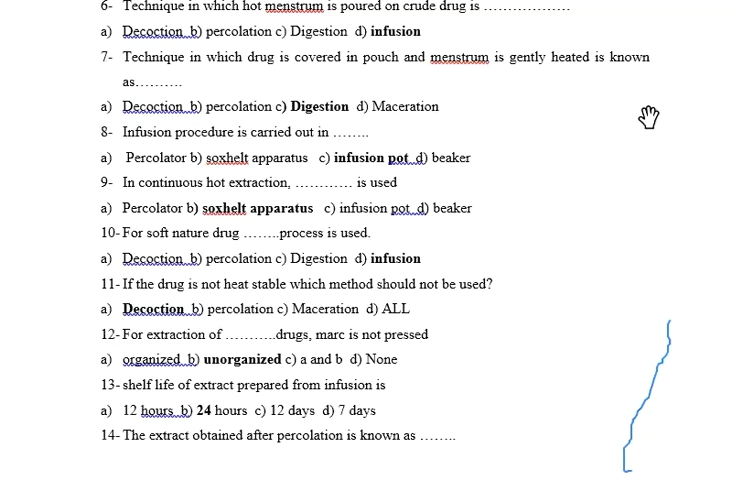 6- Technique in which hot menstrum is poured on crude drug is ………………
a) Decoction b) percolation c) Digestion d) infusion
7- Technique in which drug is covered in pouch and menstrum is gently heated is known
as……….
a) Decoction b) percolation c) Digestion d) Maceration
8- Infusion procedure is carried out in ……..
a) Percolator b) soxhelt apparatus c) infusion pot d) beaker
9- In continuous hot extraction, ………… is used
a) Percolator b) soxhelt apparatus c) infusion pot d) beaker
10- For soft nature drug ……..process is used.
a) Decoction b) percolation c) Digestion d) infusion
11- If the drug is not heat stable which method should not be used?
a) Decoction b) percolation c) Maceration d) ALL
12- For extraction of ………..drugs, marc is not pressed
a) organized b) unorganized c) a and b d) None
13- shelf life of extract prepared from infusion is
a) 12 hours b) 24 hours c) 12 days d) 7 days
14- The extract obtained after percolation is known as ……..